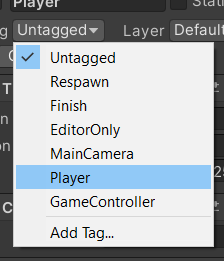 Player
Untagged
Layer Default
Untagged
Respawn
Finish
EditorOnly
MainCamera
Player
GameController
Add Tag...